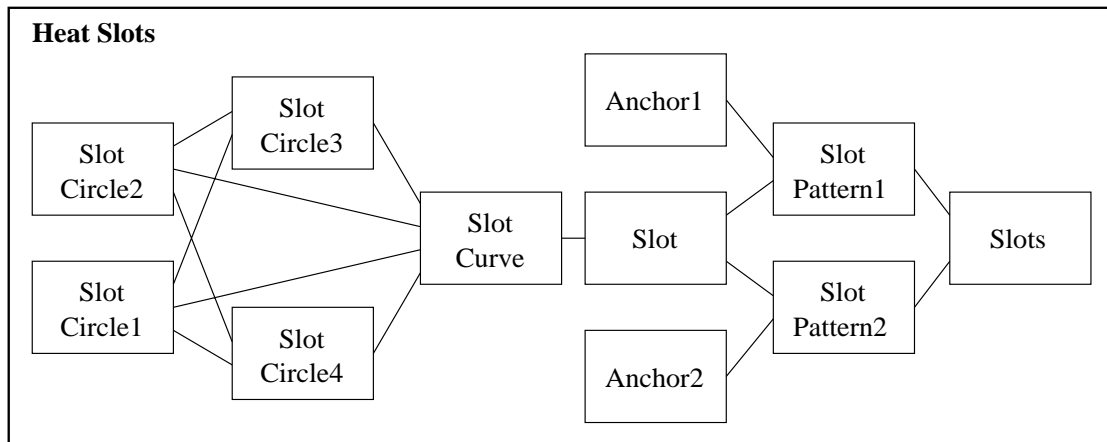 Heat Slots
Slot
Circle2
Slot
Circle1
Slot
Circle3
Slot
Circle4
Slot
Curve
Anchor1
Slot
Anchor2
Slot
Pattern1
Slot
Pattern2
Slots